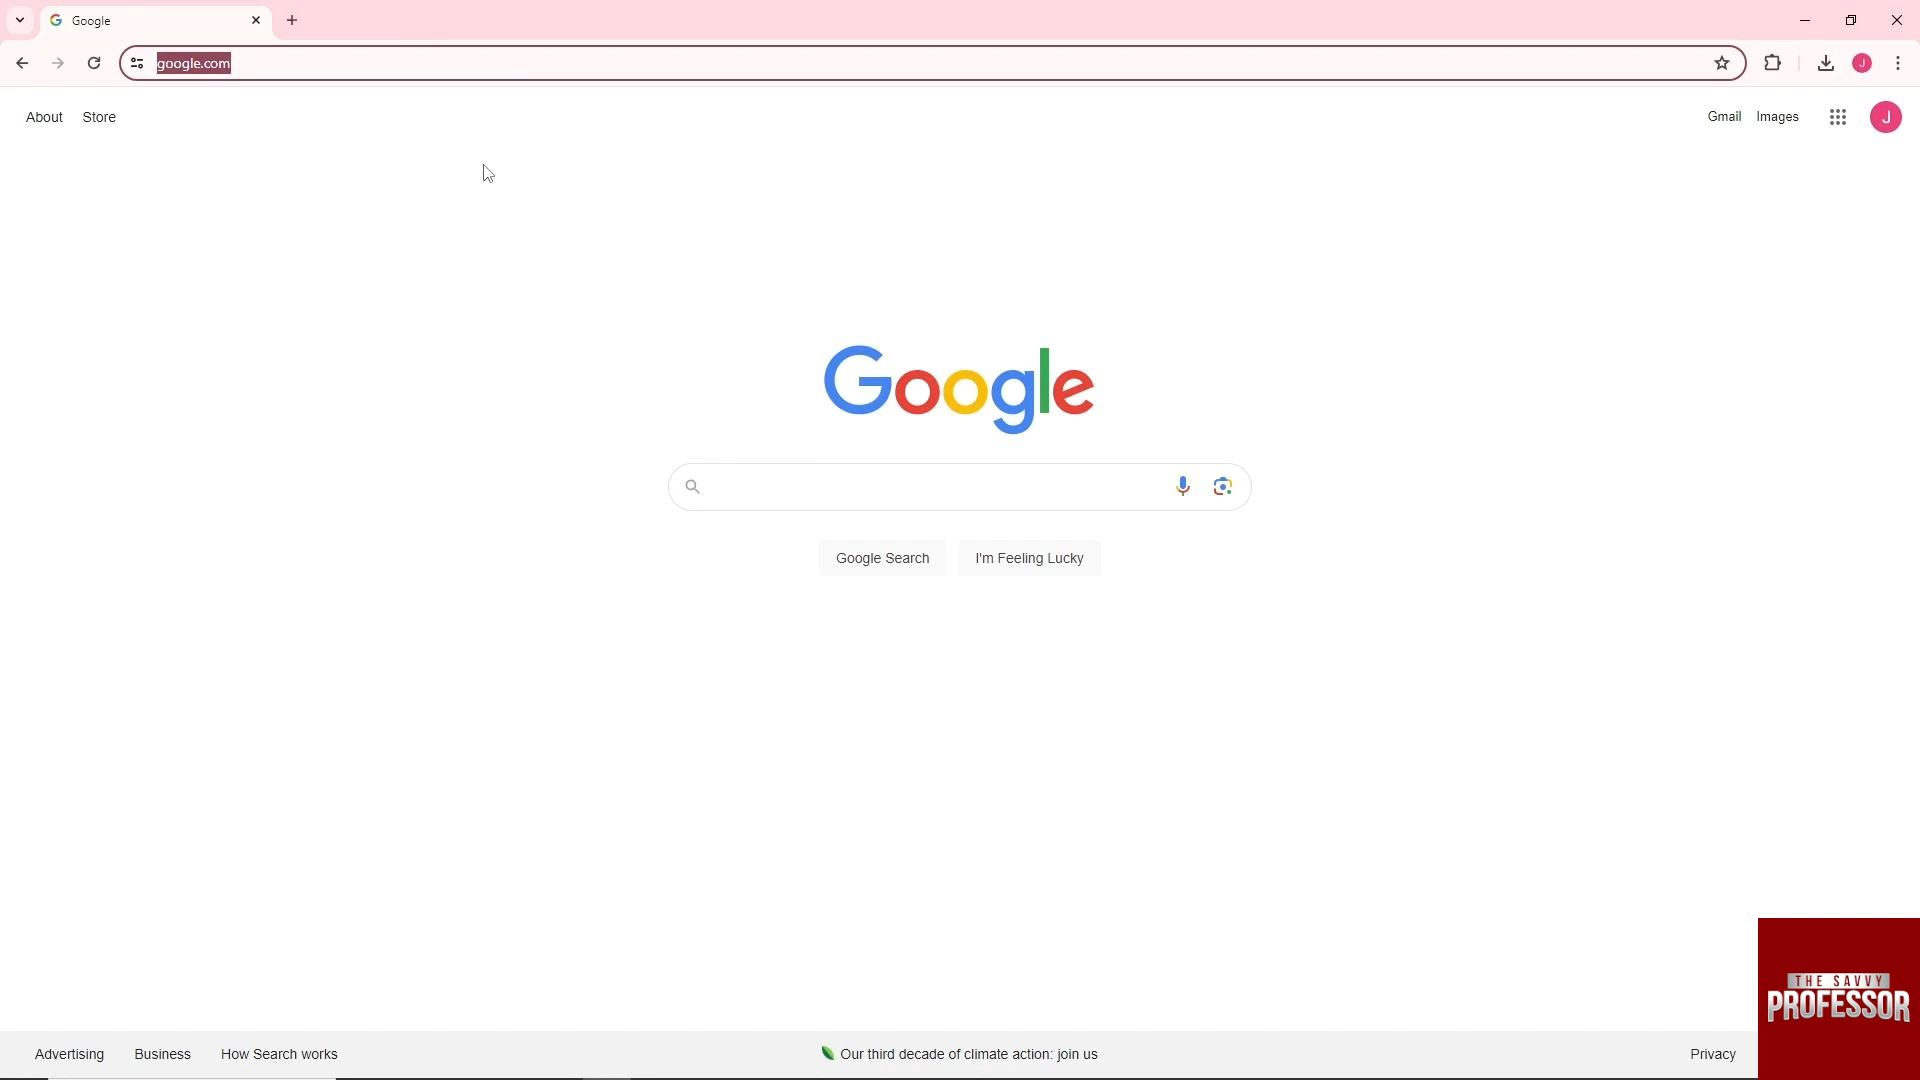 Google
google.com
J
About
Store
Gmail
Images
J
Google
Google Search
I'm Feeling Lucky
Advertising
Business
How Search works
Our third decade of climate action: join us
Privacy
THE SAVVY
PROFESSOR